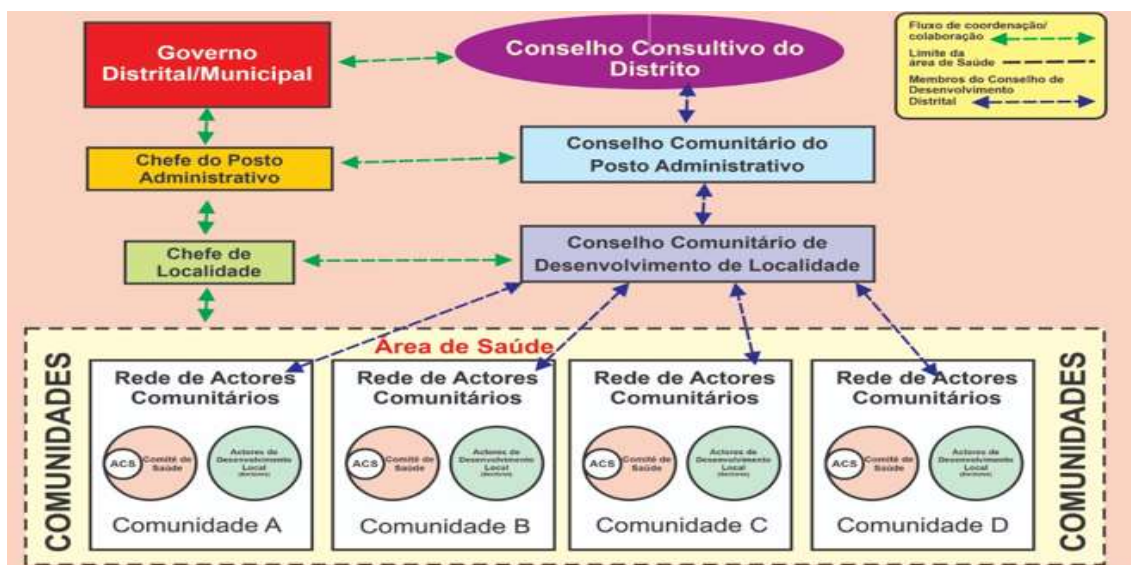 Governo
Distrital/Municipal
Conselho Consultivo do
Distrito
Fluxo de coordenação/
colaboração
Limite da
área de Saúde
Membros do Conselho de
Desenvolvimento
Distrital
Chefe do Posto
Administrativo
Conselho Comunitário do
Posto Administrativo
Chefe de
Localidade
Conselho Comunitário de
Desenvolvimento de Localidade
Área de Saúde
COMUNIDADES
Rede de Actores
Comunitários
ACS
Comité de
Saúde
Actores de
Desenvolvimento
Local
Comunidade A
Rede de Actores
Comunitários
ACS
Comité de
Saúde
Actores de
Desenvolvimento
Local
Comunidade B
Rede de Actores
Comunitários
ACS
Comité de
Saúde
Actores de
Desenvolvimento
Local
Comunidade C
Rede de Actores
Comunitários
ACS
Comité de
Saúde
Actores de
Desenvolvimento
Local
Comunidade D
COMUNIDADES